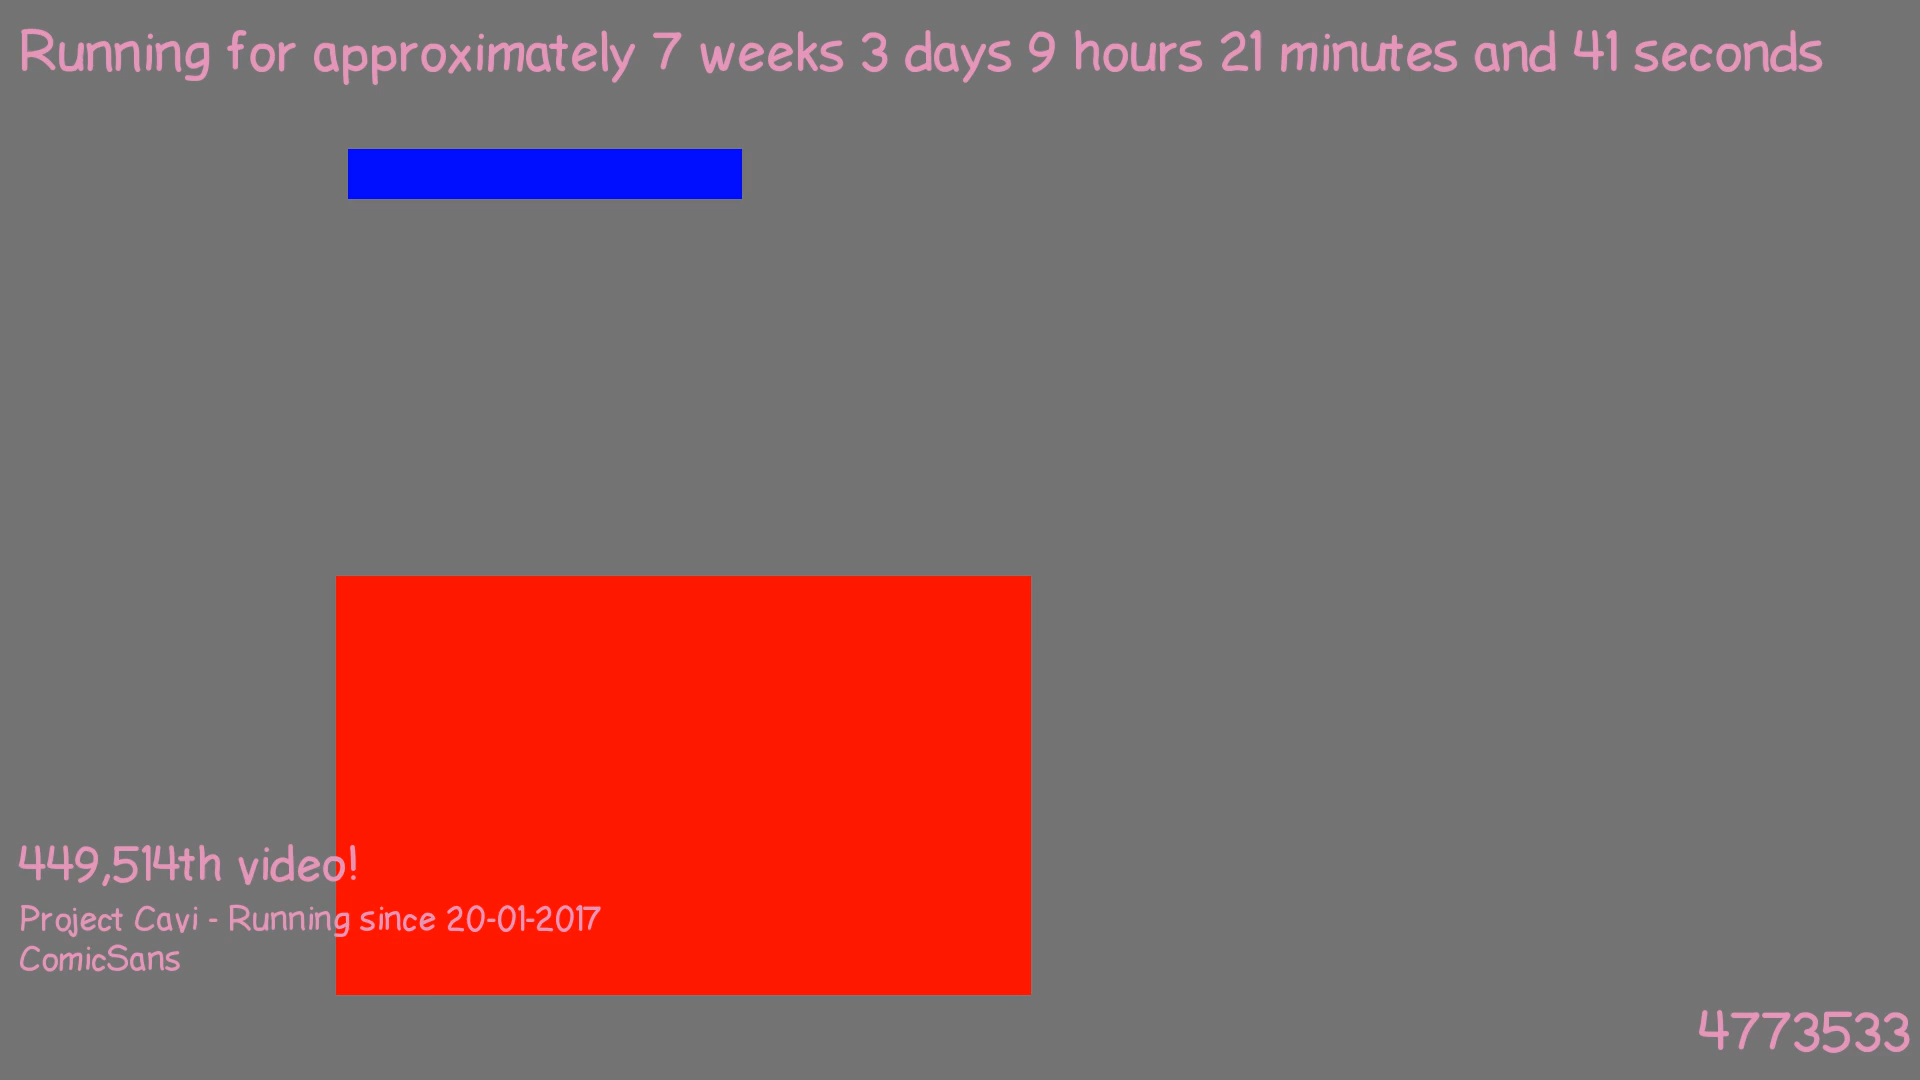 Running for approximately 7 weeks 3 days 9 hours 21 minutes and 41 seconds
449,514th video!
Project Cavi - Running since 20-01-2017
ComicSans
4773533